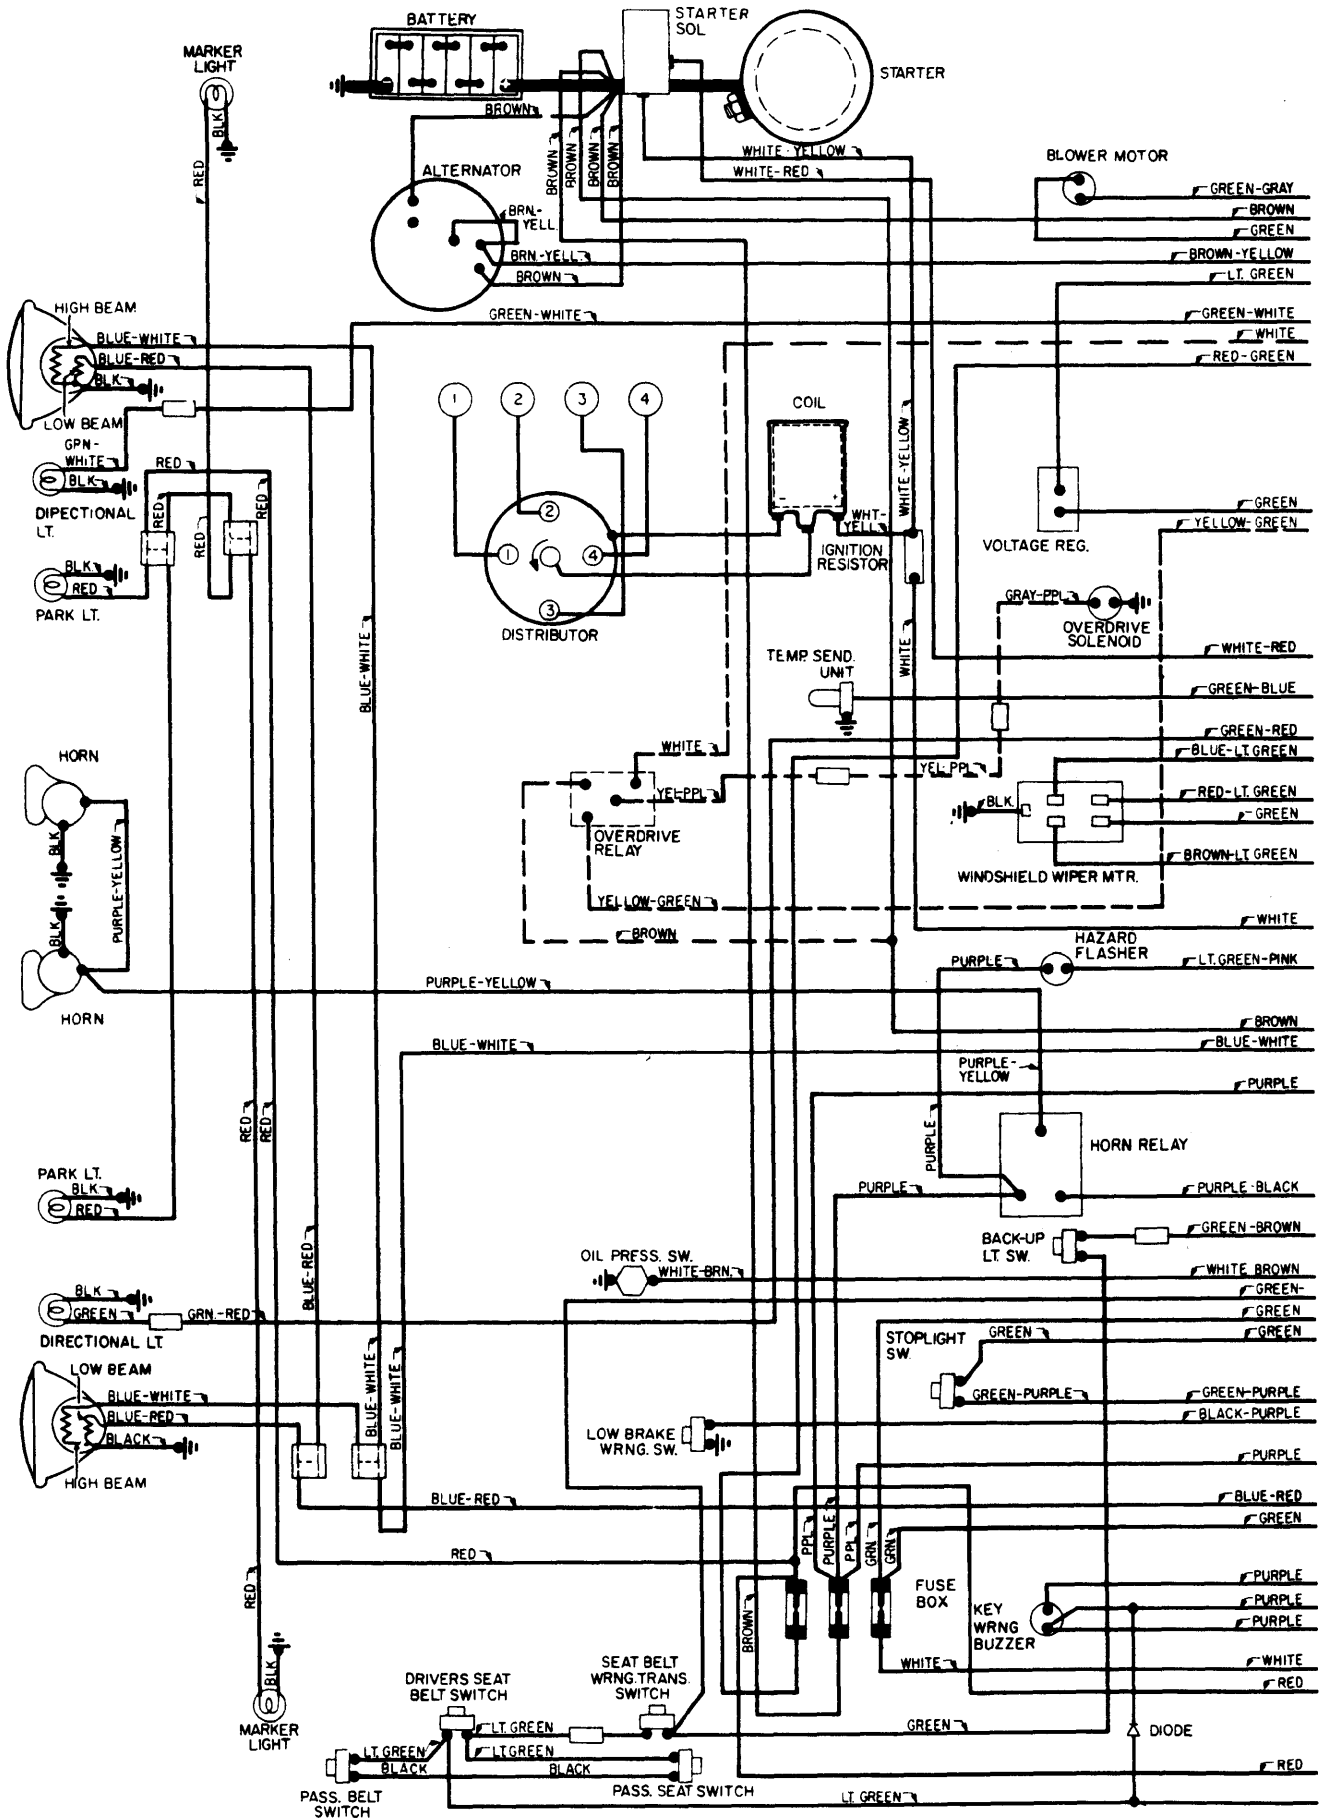 BATTERY
STARTER
SOL
STARTER
MARKER
LIGHT
BLK
RED
BROWN
BROWN
BROWN
BROWN
BROWN
WHITE-YELLOW
WHITE-RED
BLOWER MOTOR
GREEN-GRAY
BROWN
GREEN
BROWN-YELLOW
LT. GREEN
ALTERNATOR
BRN.-
YELL.
BRN.-YELL.
BROWN
GREEN-WHITE
GREEN-WHITE
WHITE
RED-GREEN
HIGH BEAM
BLUE-WHITE
BLUE-RED
BLK
LOW BEAM
GPN-
WHITE
BLK
DIPECTIONAL
LT.
RED
RED
RED
RED
BLK
RED
PARK LT.
1
2
3
4
COIL
-
+
2
1
4
3
DISTRIBUTOR
WHT-
YELL
WHITE-YELLOW
IGNITION
RESISTOR
WHITE
VOLTAGE REG.
GREEN
YELLOW-GREEN
GRAY-PPL
OVERDRIVE
SOLENOID
BLUE-WHITE
TEMP. SEND.
UNIT
WHITE-RED
GREEN-BLUE
GREEN-RED
BLUE-LT.GREEN
RED-LT. GREEN
GREEN
BROWN-LT.GREEN
BLK.
WINDSHIELD WIPER MTR.
WHITE
YEL-PPL
YEL-PPL
OVERDRIVE
RELAY
YELLOW-GREEN
BROWN
WHITE
HORN
BLK
PURPLE-YELLOW
BLK
HORN
PURPLE-YELLOW
HAZARD
FLASHER
PURPLE
LT.GREEN-PINK
BROWN
BLUE-WHITE
BLUE-WHITE
PURPLE-
YELLOW
PURPLE
PURPLE
HORN RELAY
PURPLE
PURPLE-BLACK
RED
RED
PARK LT.
BLK
RED
BACK-UP
LT. SW.
GREEN-BROWN
OIL PRESS. SW.
WHITE-BRN.
WHITE BROWN
GREEN-
GREEN
GREEN
BLK
GREEN
GRN.-RED
DIRECTIONAL LT.
BLUE-RED
STOPLIGHT
SW.
GREEN
GREEN-PURPLE
GREEN-PURPLE
BLACK-PURPLE
LOW BEAM
BLUE-WHITE
BLUE-RED
BLACK
HIGH BEAM
BLUE-WHITE
BLUE-WHITE
LOW BRAKE
WRNG. SW.
PURPLE
BLUE-RED
BLUE-RED
GREEN
RED
RED
PPL
PURPLE
PPL
GRN
GRN
BROWN
FUSE
BOX
KEY
WRNG
BUZZER
PURPLE
PURPLE
PURPLE
WHITE
WHITE
RED
BLK
MARKER
LIGHT
DRIVERS SEAT
BELT SWITCH
SEAT BELT
WRNG.TRANS.
SWITCH
LT. GREEN
GREEN
DIODE
LT. GREEN
LT.GREEN
BLACK
BLACK
PASS. BELT
SWITCH
PASS. SEAT SWITCH
RED
LT. GREEN